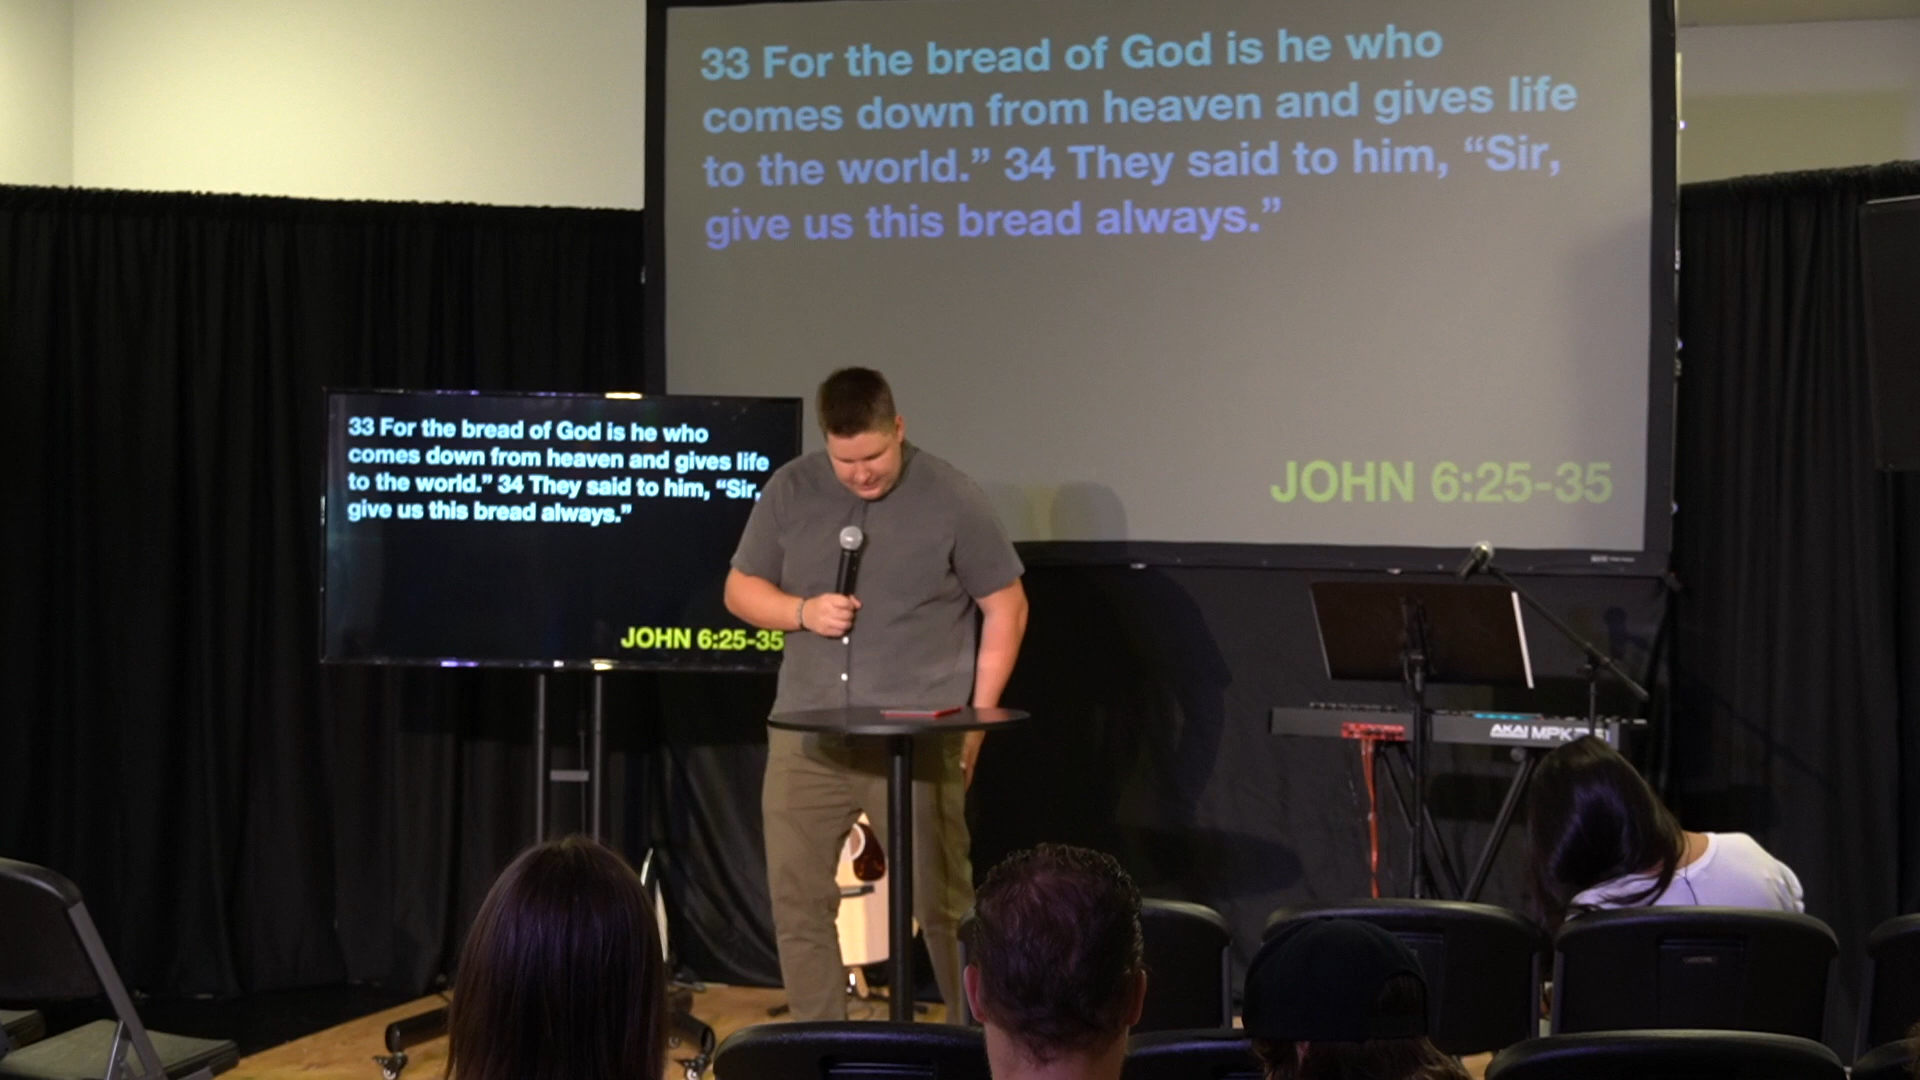 33 For the bread of God is he who
comes down from heaven and gives life
to the world.” 34 They said to him, “Sir,
give us this bread always.”
JOHN 6:25-35
33 For the bread of God is he who
comes down from heaven and gives life
to the world.” 34 They said to him, “Sir,
give us this bread always.”
JOHN 6:25-35
AKAI